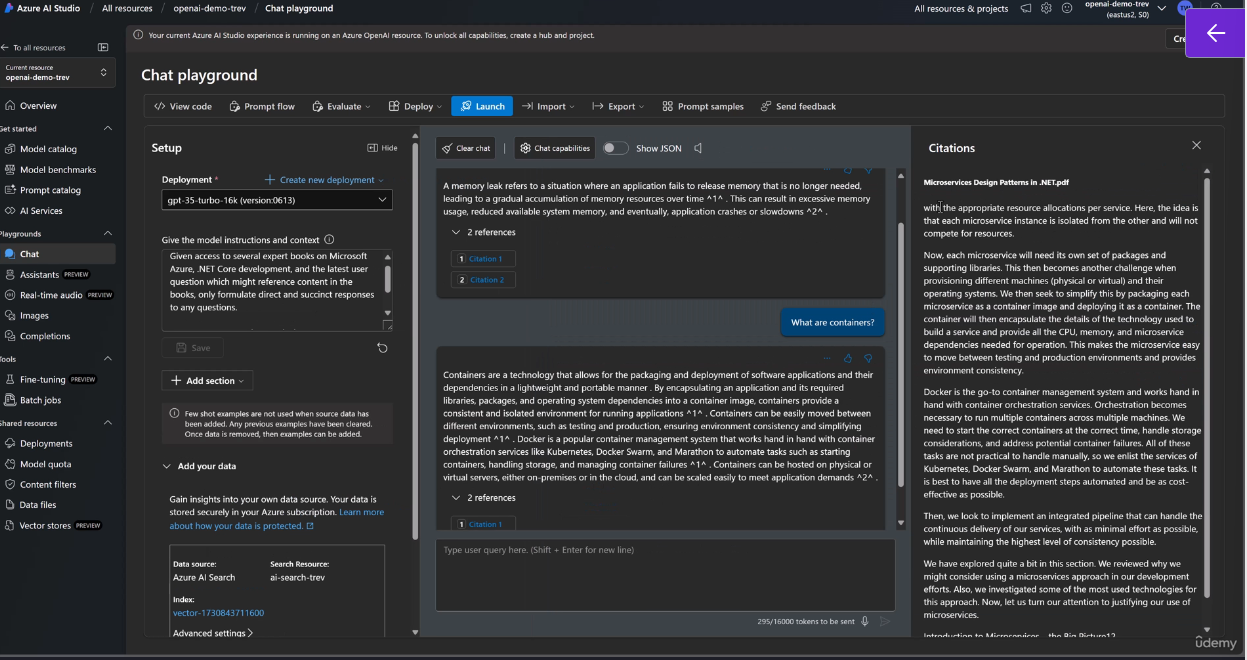 Azure AI Studio / All resources / openai-demo-trev / Chat playground
All resources & projects
openai-demo-trev
(eastus2, S0)
TW
To all resources
Current resource
openai-demo-trev
Overview
Get started
Model catalog
Model benchmarks
Prompt catalog
AI Services
Playgrounds
Chat
Assistants PREVIEW
Real-time audio PREVIEW
Images
Completions
Tools
Fine-tuning PREVIEW
Batch jobs
Shared resources
Deployments
Model quota
Content filters
Data files
Vector stores PREVIEW
Your current Azure AI Studio experience is running on an Azure OpenAI resource. To unlock all capabilities, create a hub and project.
Cre
Chat playground
View code
Prompt flow
Evaluate
Deploy
Launch
Import
Export
Prompt samples
Send feedback
Setup
Hide
Deployment *
+ Create new deployment
gpt-35-turbo-16k (version:0613)
Give the model instructions and context
Given access to several expert books on Microsoft
Azure, .NET Core development, and the latest user
question which might reference content in the
books, only formulate direct and succinct responses
to any questions.
Save
+ Add section
Few shot examples are not used when source data has
been added. Any previous examples have been cleared.
Once data is removed, then examples can be added.
Add your data
Gain insights into your own data source. Your data is
stored securely in your Azure subscription. Learn more
about how your data is protected.
Data source:
Azure AI Search
Search Resource:
ai-search-trev
Index:
vector-1730843711600
Advanced settings
Clear chat
Chat capabilities
Show JSON
A memory leak refers to a situation where an application fails to release memory that is no longer needed,
leading to a gradual accumulation of memory resources over time ^1^ . This can result in excessive memory
usage, reduced available system memory, and eventually, application crashes or slowdowns ^2^ .
2 references
1 Citation 1
2 Citation 2
What are containers?
Containers are a technology that allows for the packaging and deployment of software applications and their
dependencies in a lightweight and portable manner . By encapsulating an application and its required
libraries, packages, and operating system dependencies into a container image, containers provide a
consistent and isolated environment for running applications ^1^ . Containers can be easily moved between
different environments, such as testing and production, ensuring environment consistency and simplifying
deployment ^1^ . Docker is a popular container management system that works hand in hand with container
orchestration services like Kubernetes, Docker Swarm, and Marathon to automate tasks such as starting
containers, handling storage, and managing container failures ^1^ . Containers can be hosted on physical or
virtual servers, either on-premises or in the cloud, and can be scaled easily to meet application demands ^2^ .
2 references
1 Citation 1
Type user query here. (Shift + Enter for new line)
295/16000 tokens to be sent
Citations
Microservices Design Patterns in .NET.pdf
with the appropriate resource allocations per service. Here, the idea is
that each microservice instance is isolated from the other and will not
compete for resources.
Now, each microservice will need its own set of packages and
supporting libraries. This then becomes another challenge when
provisioning different machines (physical or virtual) and their
operating systems. We then seek to simplify this by packaging each
microservice as a container image and deploying it as a container. The
container will then encapsulate the details of the technology used to
build a service and provide all the CPU, memory, and microservice
dependencies needed for operation. This makes the microservice easy
to move between testing and production environments and provides
environment consistency.
Docker is the go-to container management system and works hand in
hand with container orchestration services. Orchestration becomes
necessary to run multiple containers across multiple machines. We
need to start the correct containers at the correct time, handle storage
considerations, and address potential container failures. All of these
tasks are not practical to handle manually, so we enlist the services of
Kubernetes, Docker Swarm, and Marathon to automate these tasks. It
is best to have all the deployment steps automated and be as cost-
effective as possible.
Then, we look to implement an integrated pipeline that can handle the
continuous delivery of our services, with as minimal effort as possible,
while maintaining the highest level of consistency possible.
We have explored quite a bit in this section. We reviewed why we
might consider using a microservices approach in our development
efforts. Also, we investigated some of the most used technologies for
this approach. Now, let us turn our attention to justifying our use of
microservices.
Introduction to Microservices – the Big Picture12
ûdemy